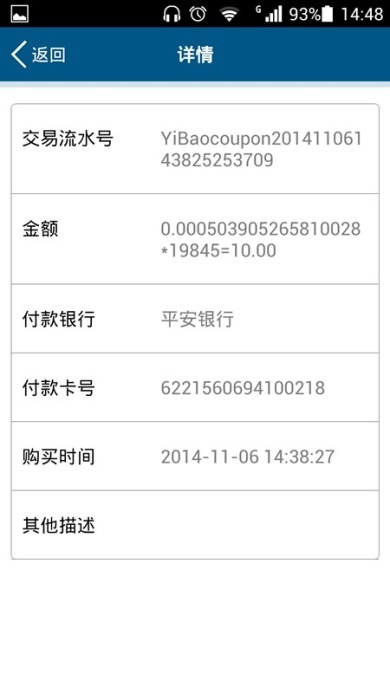 G 93% 14:48
返回 详情
交易流水号 YiBaocoupon201411061
43825253709
金额 0.000503905265810028
*19845=10.00
付款银行 平安银行
付款卡号 6221560694100218
购买时间 2014-11-06 14:38:27
其他描述